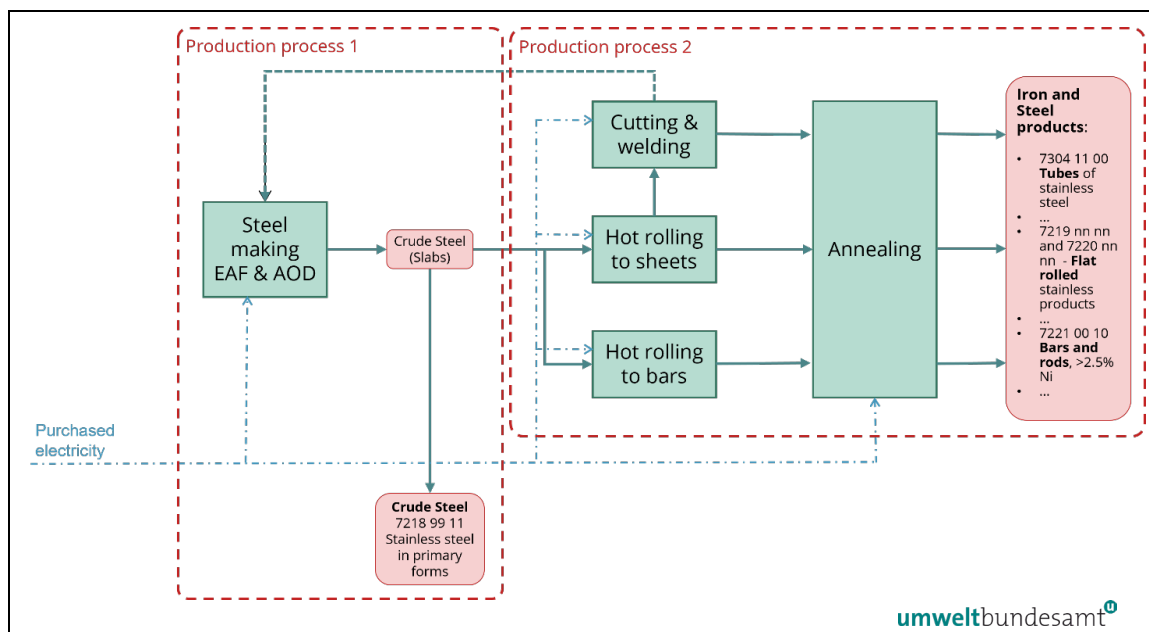 Production process 1
Production process 2
Steel
making
EAF & AOD
Crude Steel
(Slabs)
Cutting &
welding
Hot rolling
to sheets
Hot rolling
to bars
Annealing
Iron and
Steel
products:
• 7304 11 00
Tubes of
stainless
steel
• ...
• 7219 nn nn
and 7220 nn
nn - Flat
rolled
stainless
products
• ...
• 7221 00 10
Bars and
rods, >2.5%
Ni
• ...
Purchased
electricity
Crude Steel
7218 99 11
Stainless steel
in primary
forms
umweltbundesamt u